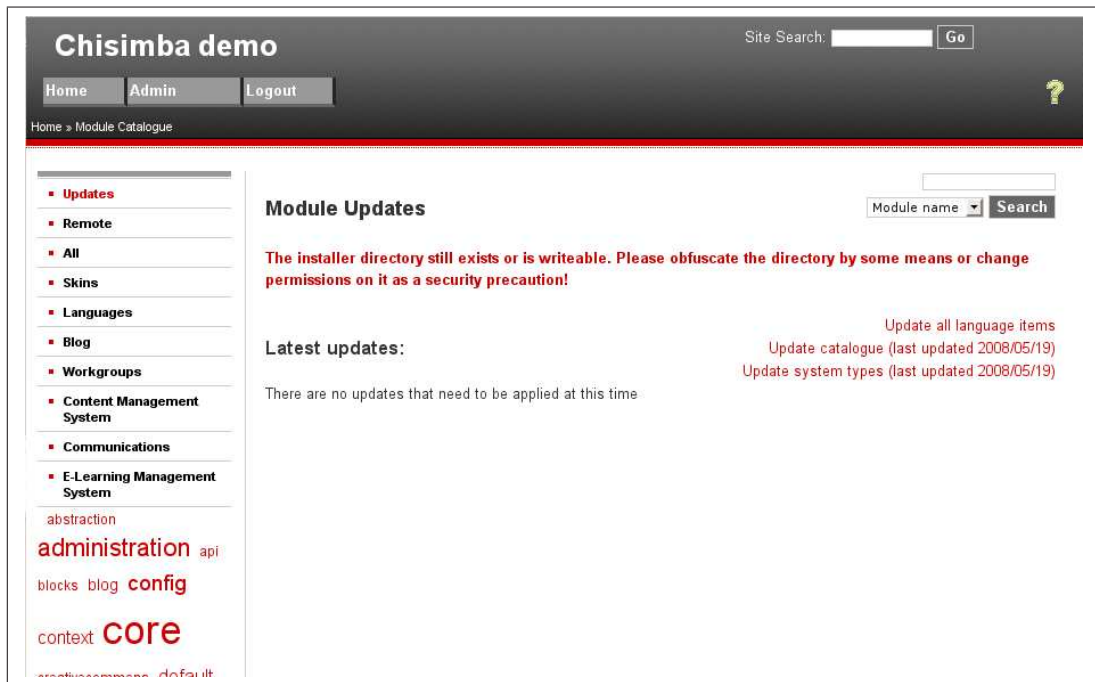 Chisimba demo
Site Search:
Go
Home Admin Logout
?
Home » Module Catalogue
Updates
Remote
All
Skins
Languages
Blog
Workgroups
Content Management
System
Communications
E-Learning Management
System
abstraction
administration api
blocks blog config
context core
creativecommons default
Module Updates
Module name Search
The installer directory still exists or is writeable. Please obfuscate the directory by some means or change
permissions on it as a security precaution!
Update all language items
Latest updates:
Update catalogue (last updated 2008/05/19)
Update system types (last updated 2008/05/19)
There are no updates that need to be applied at this time